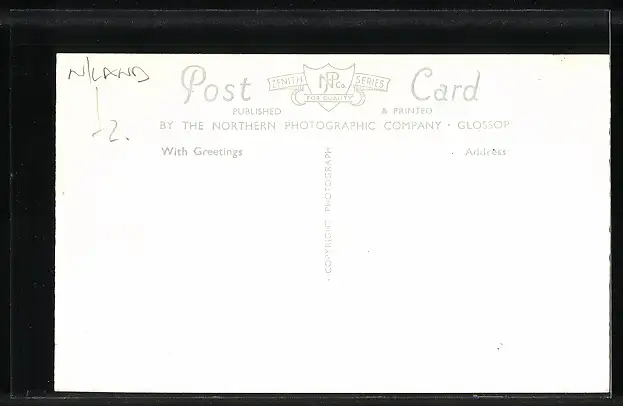 N/LAND
-2.
Post Card
ZENITH NPCo. SERIES
FOR QUALITY
PUBLISHED & PRINTED
BY THE NORTHERN PHOTOGRAPHIC COMPANY · GLOSSOP
With Greetings
Address
COPYRIGHT PHOTOGRAPH